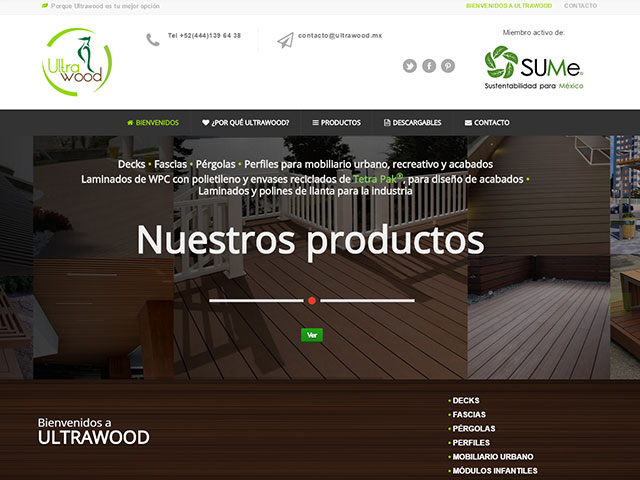 Porque Ultrawood es tu mejor opción
BIENVENIDOS A ULTRAWOOD
CONTACTO
Ultra
wood
Tel +52(444)139 64 38
contacto@ultrawood.mx
Miembro activo de:
SUMe
Sustentabilidad para México
BIENVENIDOS
¿POR QUÉ ULTRAWOOD?
PRODUCTOS
DESCARGABLES
CONTACTO
Decks • Fascias • Pérgolas • Perfiles para mobiliario urbano, recreativo y acabados
Laminados de WPC con polietileno y envases reciclados de Tetra Pak®, para diseño de acabados •
Laminados y polines de llanta para la industria
Nuestros productos
Ver
Bienvenidos a
ULTRAWOOD
• DECKS
• FASCIAS
• PÉRGOLAS
• PERFILES
• MOBILIARIO URBANO
• MÓDULOS INFANTILES